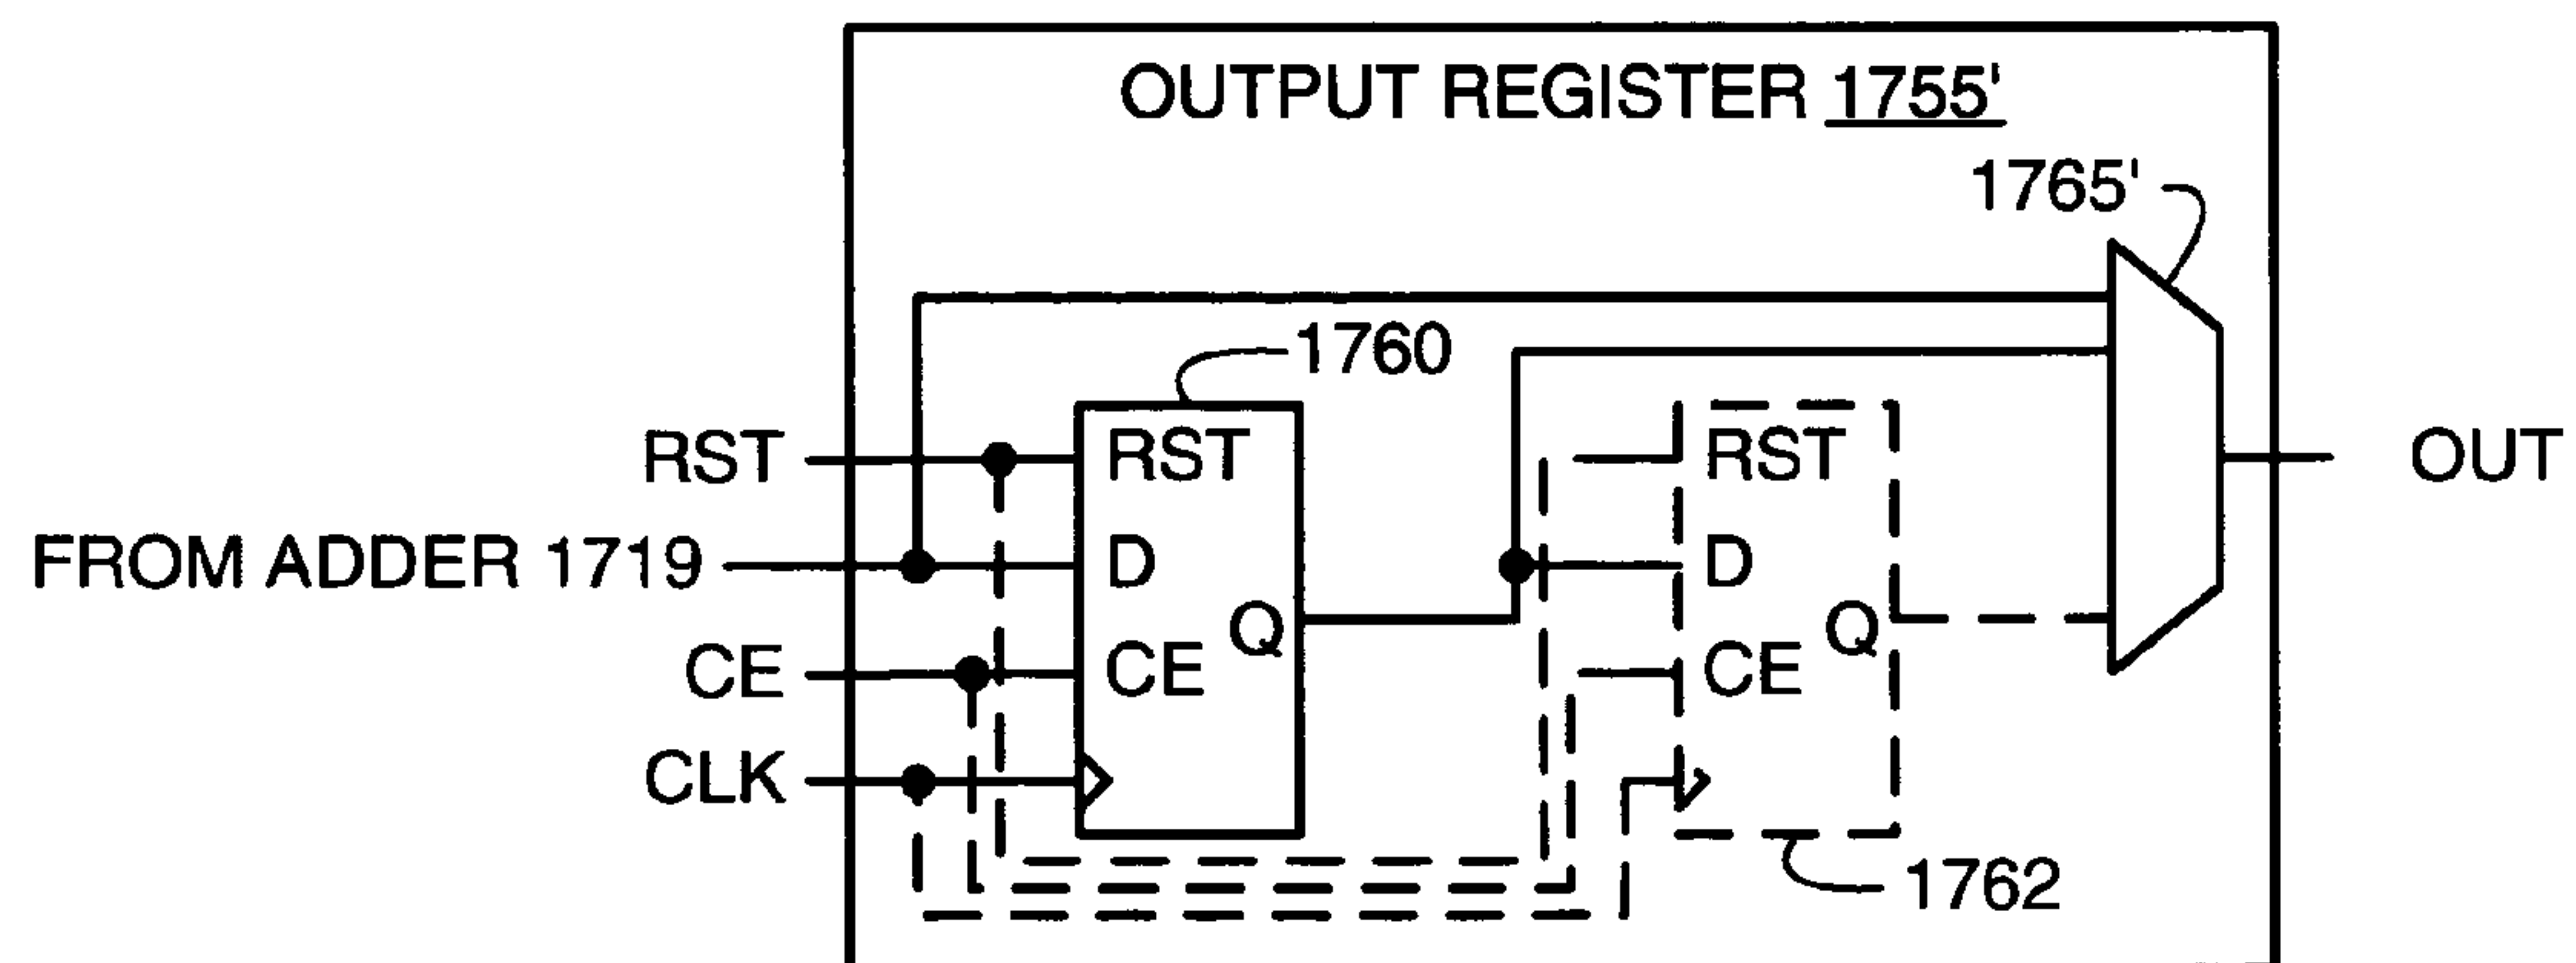 OUTPUT REGISTER 1755'
1765'
1760
RST
RST
RST
OUT
FROM ADDER 1719
D
D
Q
Q
CE
CE
CE
CLK
1762